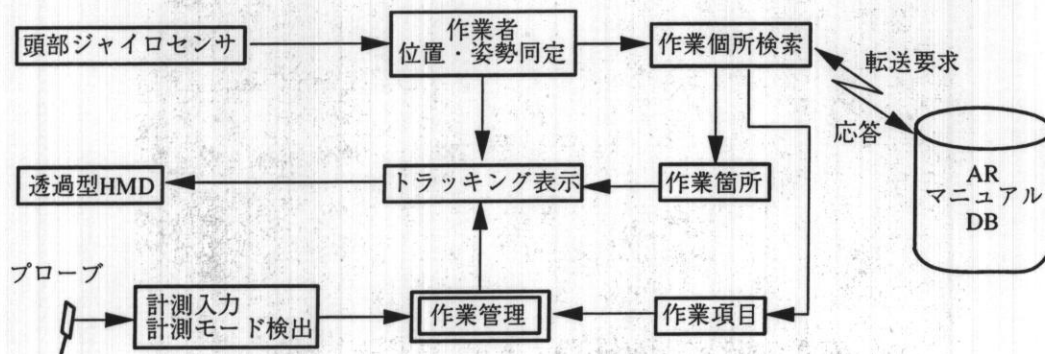 頭部ジャイロセンサ
作業者
位置・姿勢同定
作業個所検索
転送要求
応答
AR
マニュアル
DB
透過型HMD
トラッキング表示
作業箇所
プローブ
計測入力
計測モード検出
作業管理
作業項目